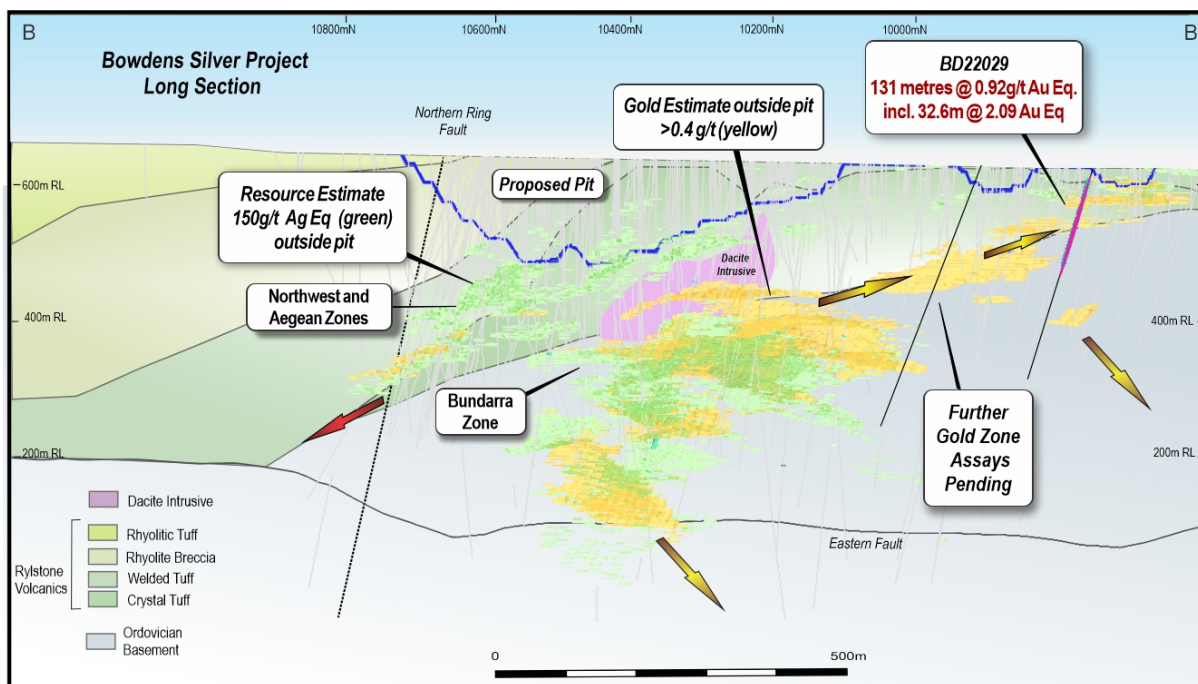 B
10800mN
10600mN
10400mN
10200mN
10000mN
B
Bowdens Silver Project
Long Section
Northern Ring
Fault
Gold Estimate outside pit
>0.4 g/t (yellow)
BD22029
131 metres @ 0.92g/t Au Eq.
incl. 32.6m @ 2.09 Au Eq
600m RL
Resource Estimate
150g/t Ag Eq (green)
outside pit
Proposed Pit
Dacite
Intrusive
Northwest and
Aegean Zones
400m RL
400m RL
Bundarra
Zone
Further
Gold Zone
Assays
Pending
200m RL
200m RL
Eastern Fault
Dacite Intrusive
Rylstone
Volcanics
Rhyolitic Tuff
Rhyolite Breccia
Welded Tuff
Crystal Tuff
Ordovician
Basement
0
500m